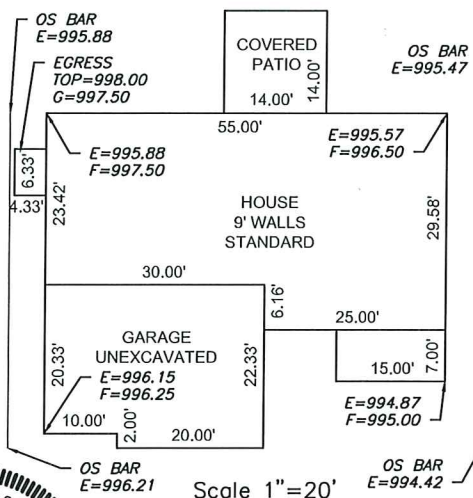 OS BAR
E=995.88
EGRESS
TOP=998.00
G=997.50
COVERED
PATIO
14.00'
14.00'
OS BAR
E=995.47
55.00'
E=995.88
F=997.50
E=995.57
F=996.50
6.33'
4.33'
23.42'
HOUSE
9' WALLS
STANDARD
29.58'
30.00'
6.16'
25.00'
GARAGE
UNEXCAVATED
20.33'
22.33'
E=996.15
F=996.25
15.00'
7.00'
10.00'
2.00'
20.00'
E=994.87
F=995.00
OS BAR
E=996.21
Scale 1"=20'
OS BAR
E=994.42